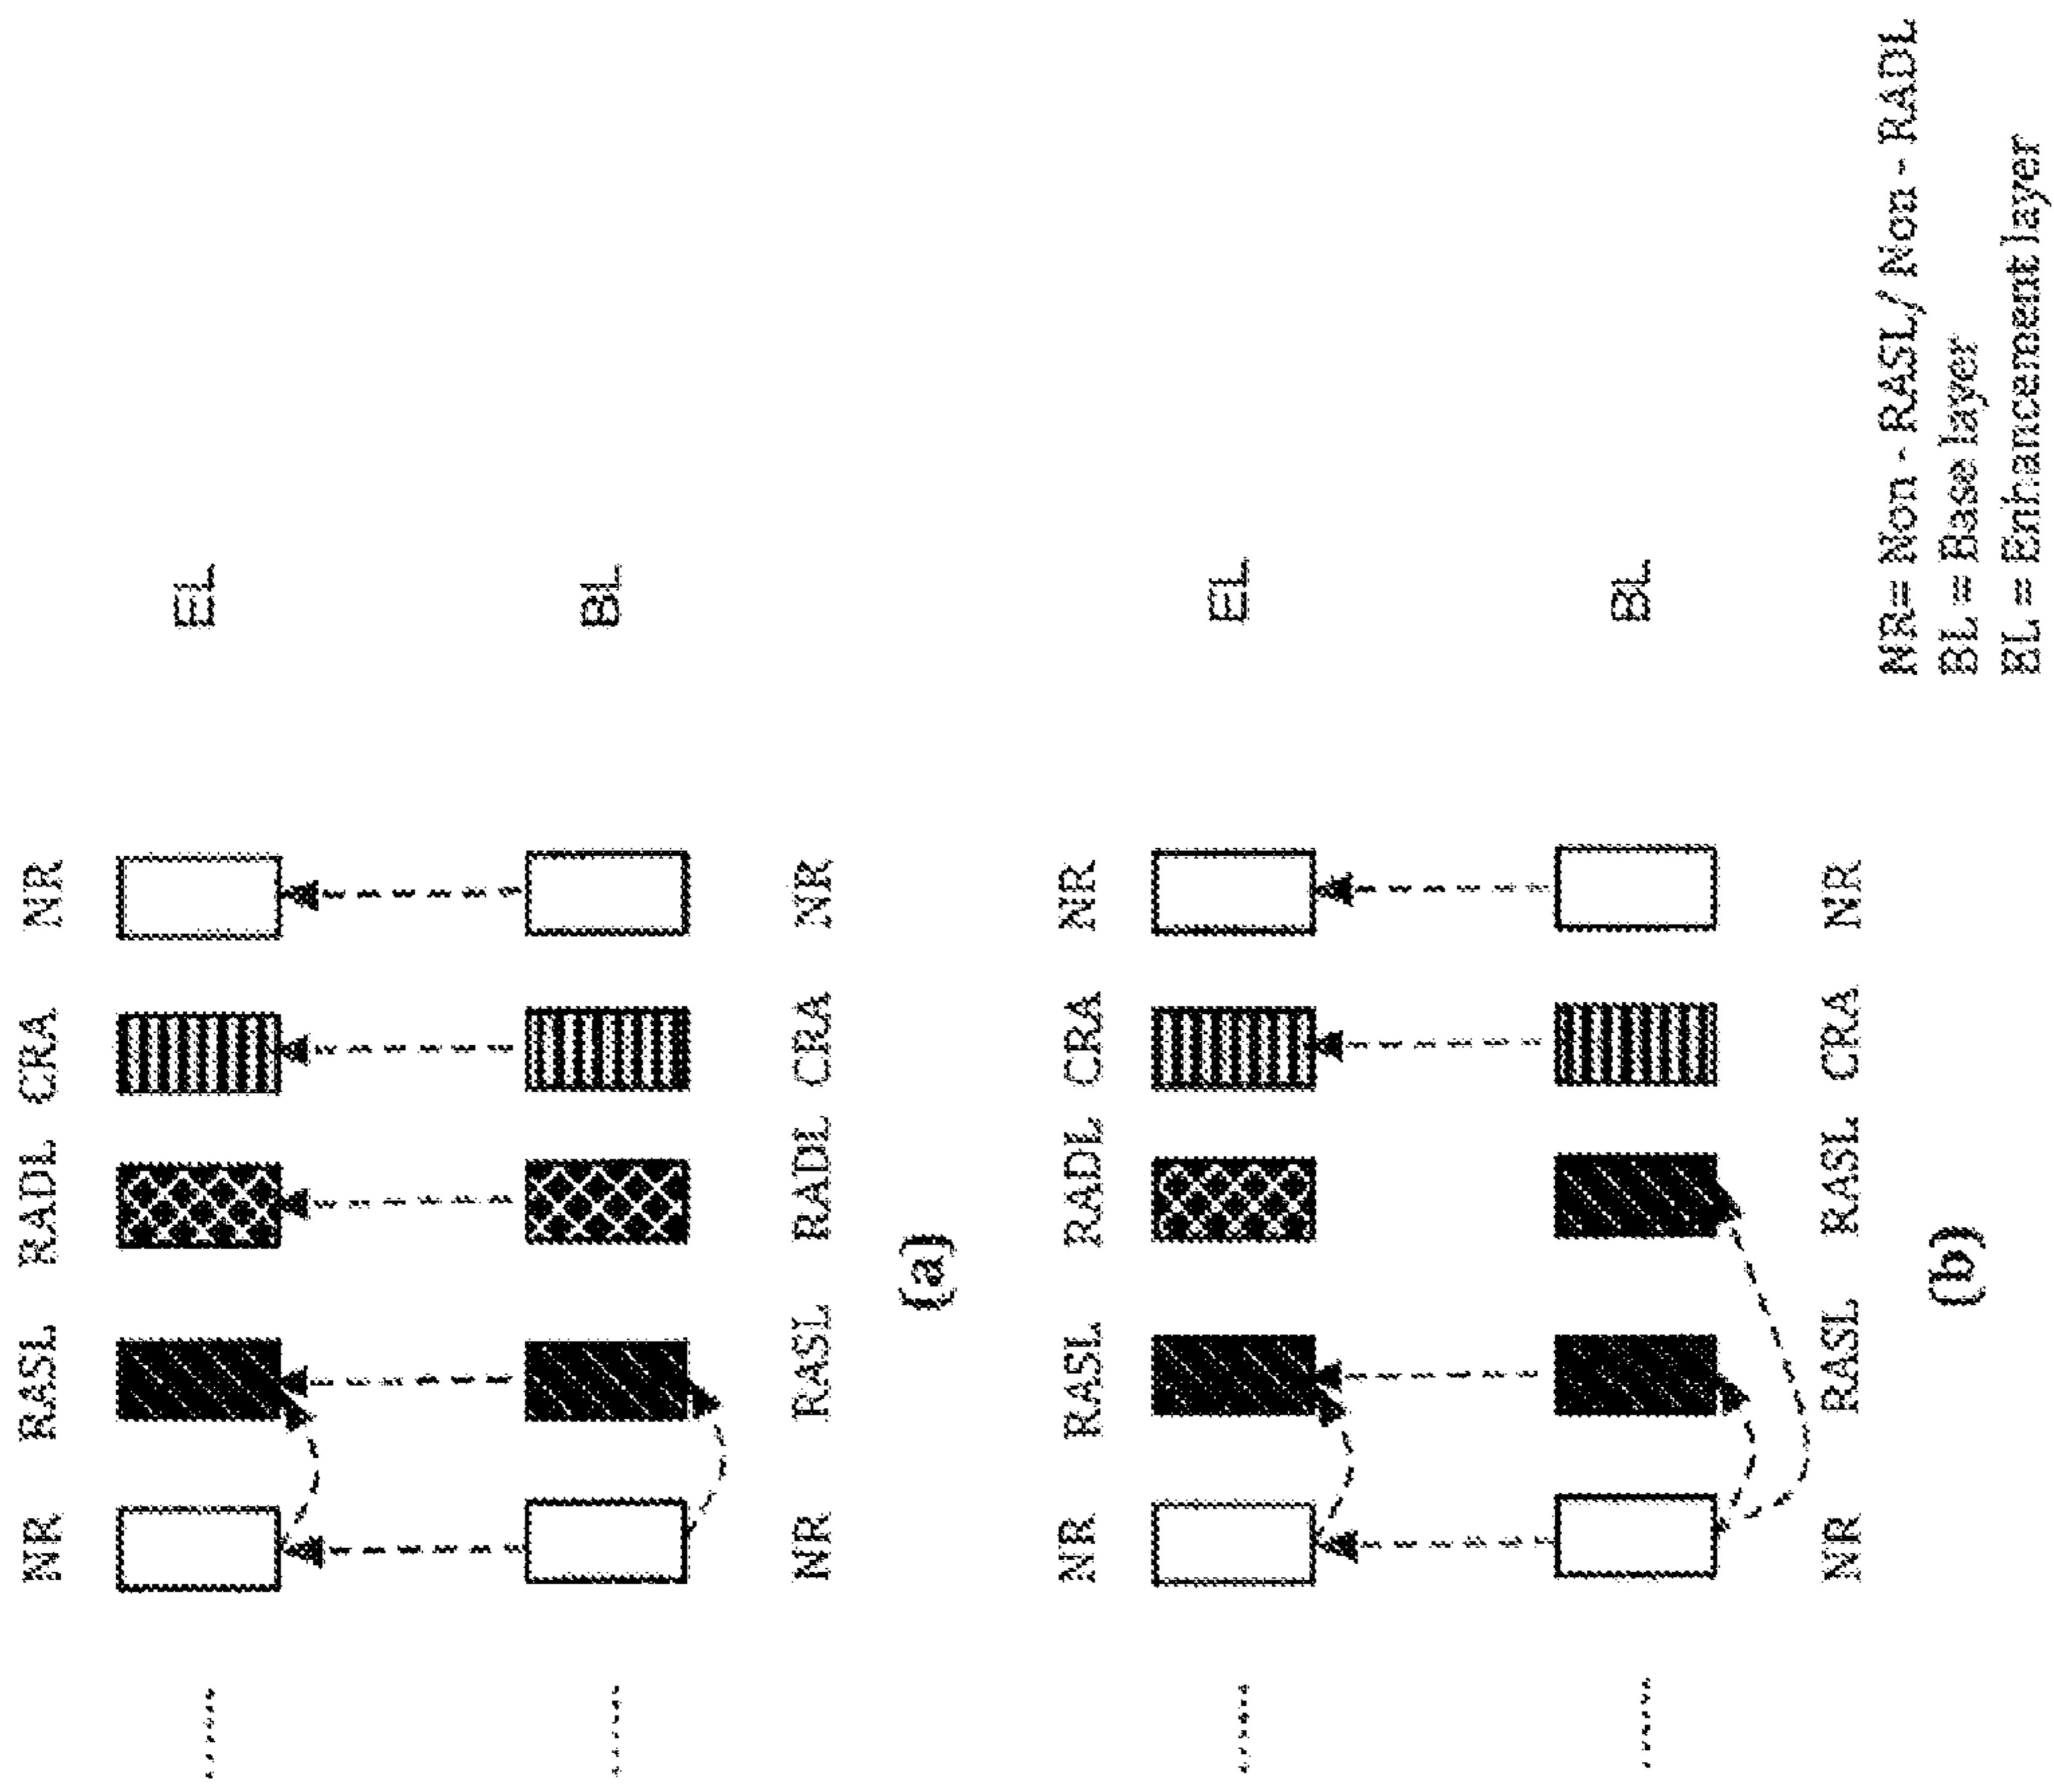 NR RASL RADL CRA NR
...... EL
...... BL
NR RASL RADL CRA NR
(a)
NR RASL RADL CRA NR
...... EL
...... BL
NR RASL RASL CRA NR
(b)
NR= Non - RASL/ Non - RADL
BL = Base layer
EL = Enhancement layer